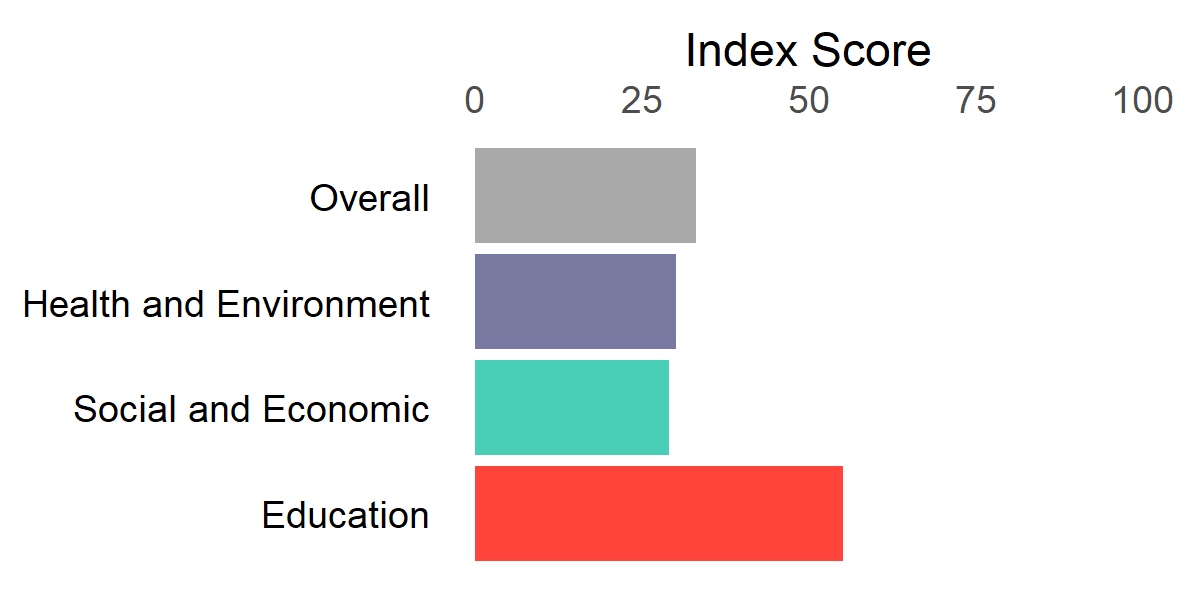 Index Score
0 25 50 75 100
Overall
Health and Environment
Social and Economic
Education